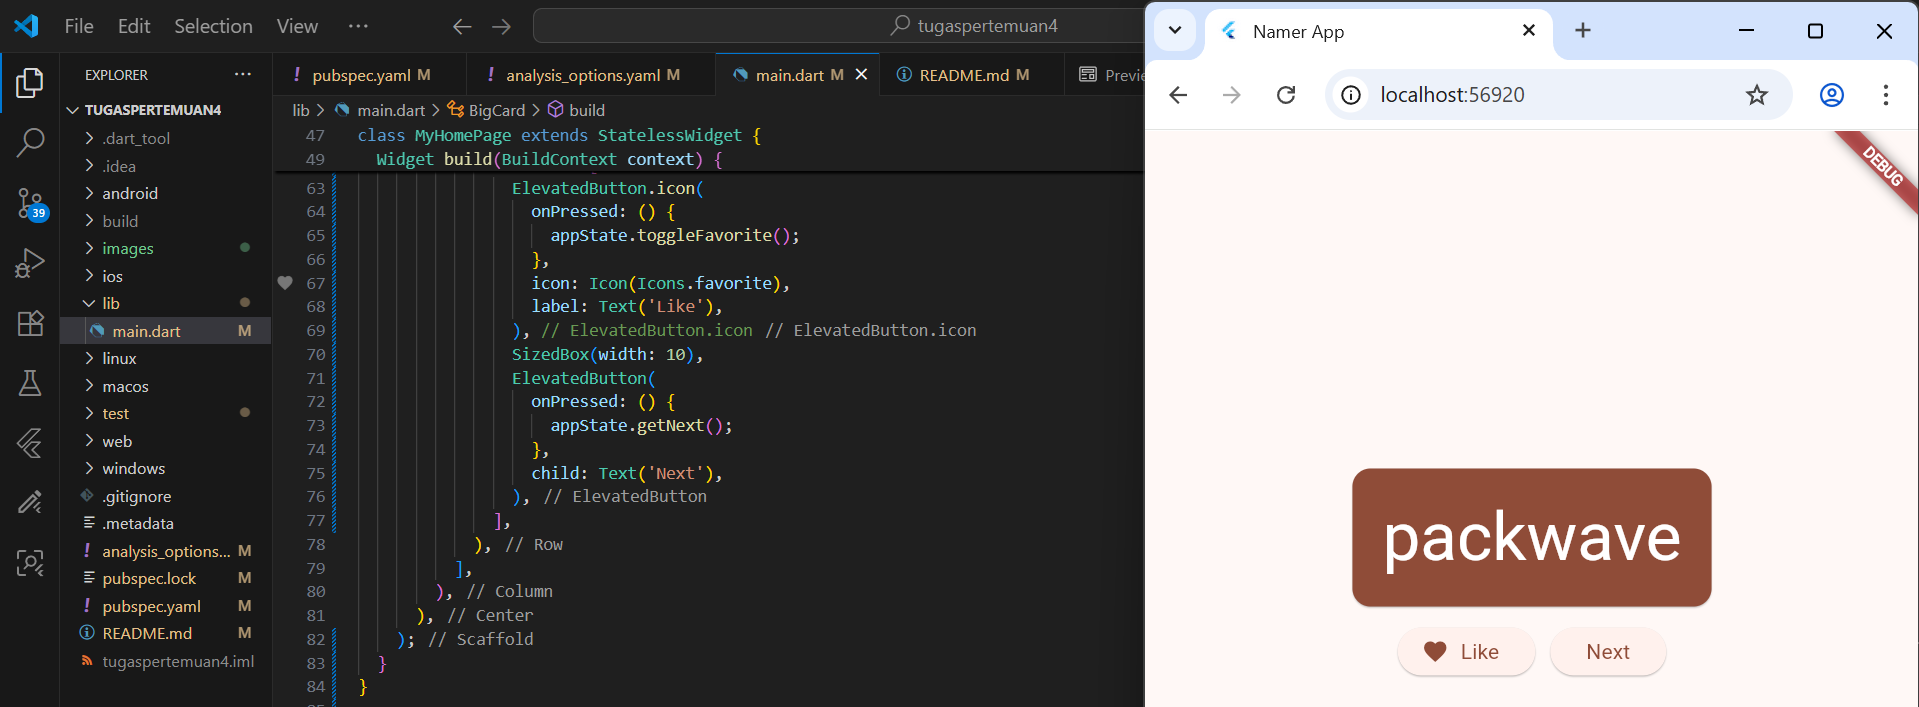 File Edit Selection View ··· tugaspertemuan4
EXPLORER ···
TUGASPERTEMUAN4
.dart_tool
.idea
android
build
images
ios
lib
main.dart M
linux
macos
test
web
windows
.gitignore
.metadata
analysis_options... M
pubspec.lock M
pubspec.yaml M
README.md M
tugaspertemuan4.iml
39
! pubspec.yaml M ! analysis_options.yaml M main.dart M README.md M Previe
lib > main.dart > BigCard > build
47 class MyHomePage extends StatelessWidget {
49 Widget build(BuildContext context) {
63 ElevatedButton.icon(
64 onPressed: () {
65 appState.toggleFavorite();
66 },
67 icon: Icon(Icons.favorite),
68 label: Text('Like'),
69 ), // ElevatedButton.icon // ElevatedButton.icon
70 SizedBox(width: 10),
71 ElevatedButton(
72 onPressed: () {
73 appState.getNext();
74 },
75 child: Text('Next'),
76 ), // ElevatedButton
77 ],
78 ), // Row
79 ],
80 ), // Column
81 ), // Center
82 ); // Scaffold
83 }
84 }
Namer App
localhost:56920
DEBUG
packwave
Like Next